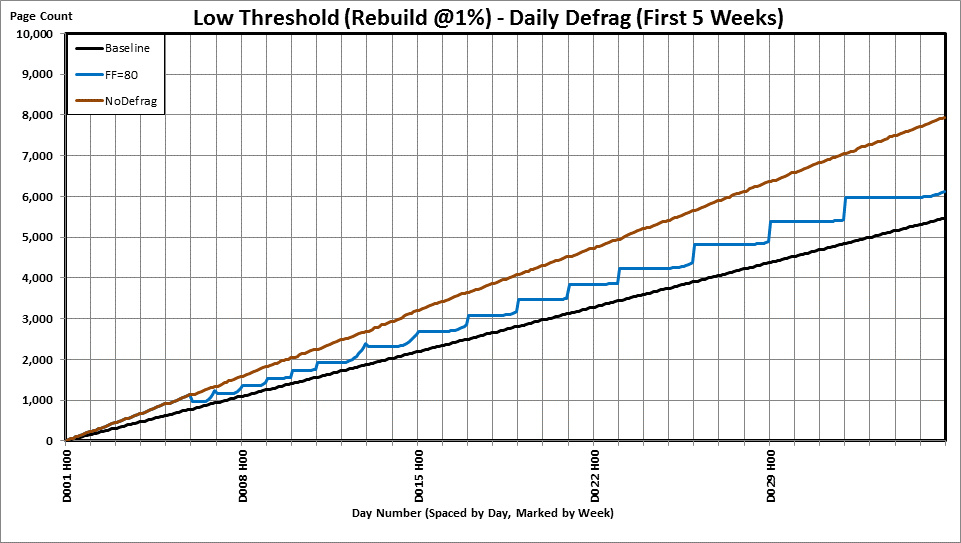 Page Count
Low Threshold (Rebuild @1%) - Daily Defrag (First 5 Weeks)
10,000
9,000
8,000
7,000
6,000
5,000
4,000
3,000
2,000
1,000
0
Baseline
FF=80
NoDefrag
D001 H00
D008 H00
D015 H00
D022 H00
D029 H00
Day Number (Spaced by Day, Marked by Week)